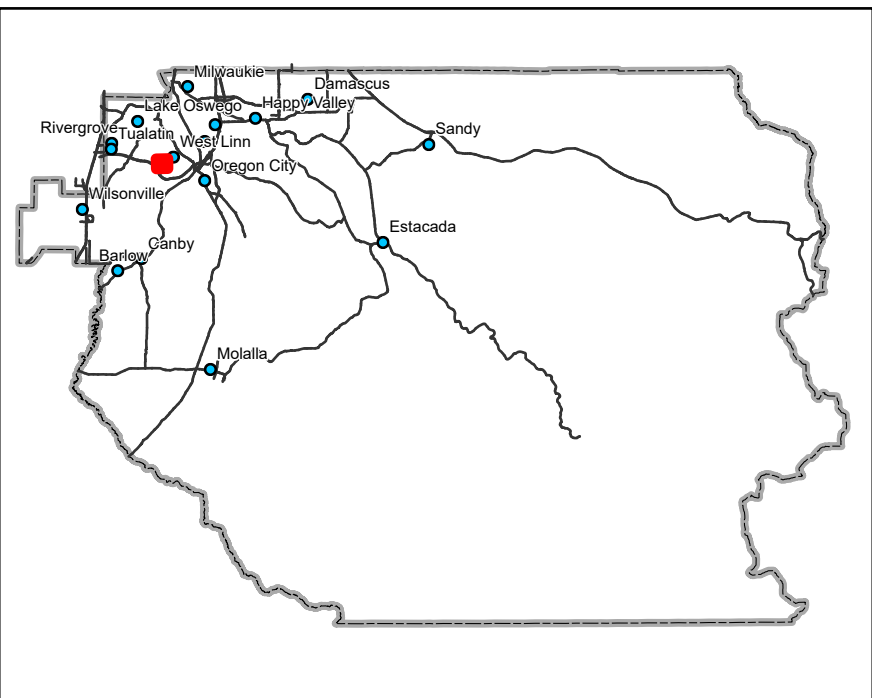 Milwaukie
Damascus
Lake Oswego
Happy Valley
Rivergrove
Tualatin
Sandy
West Linn
Oregon City
Wilsonville
Estacada
Canby
Barlow
Molalla